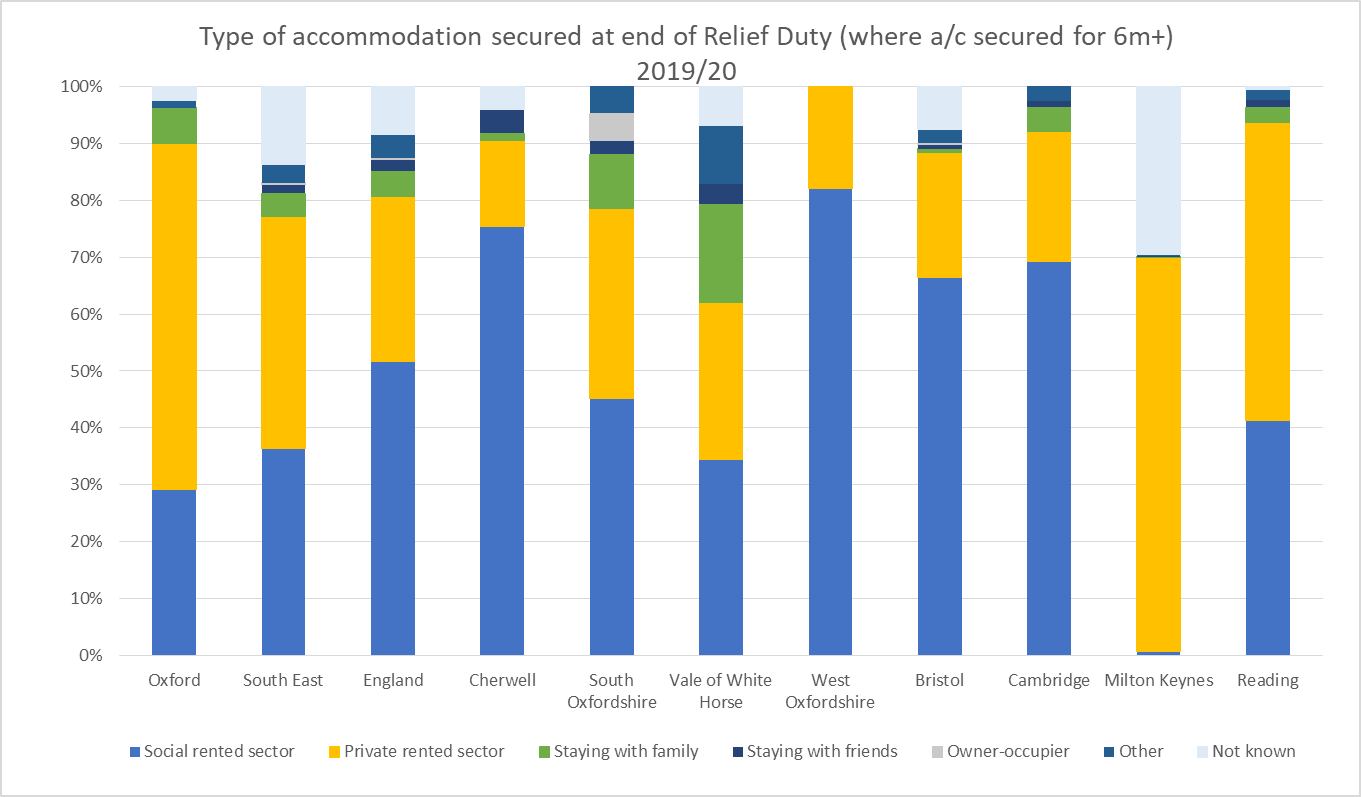 Type of accommodation secured at end of Relief Duty (where a/c secured for 6m+)
2019/20
100%
90%
80%
70%
60%
50%
40%
30%
20%
10%
0%
Oxford
South East
England
Cherwell
South
Oxfordshire
Vale of White
Horse
West
Oxfordshire
Bristol
Cambridge
Milton Keynes
Reading
Social rented sector
Private rented sector
Staying with family
Staying with friends
Owner-occupier
Other
Not known